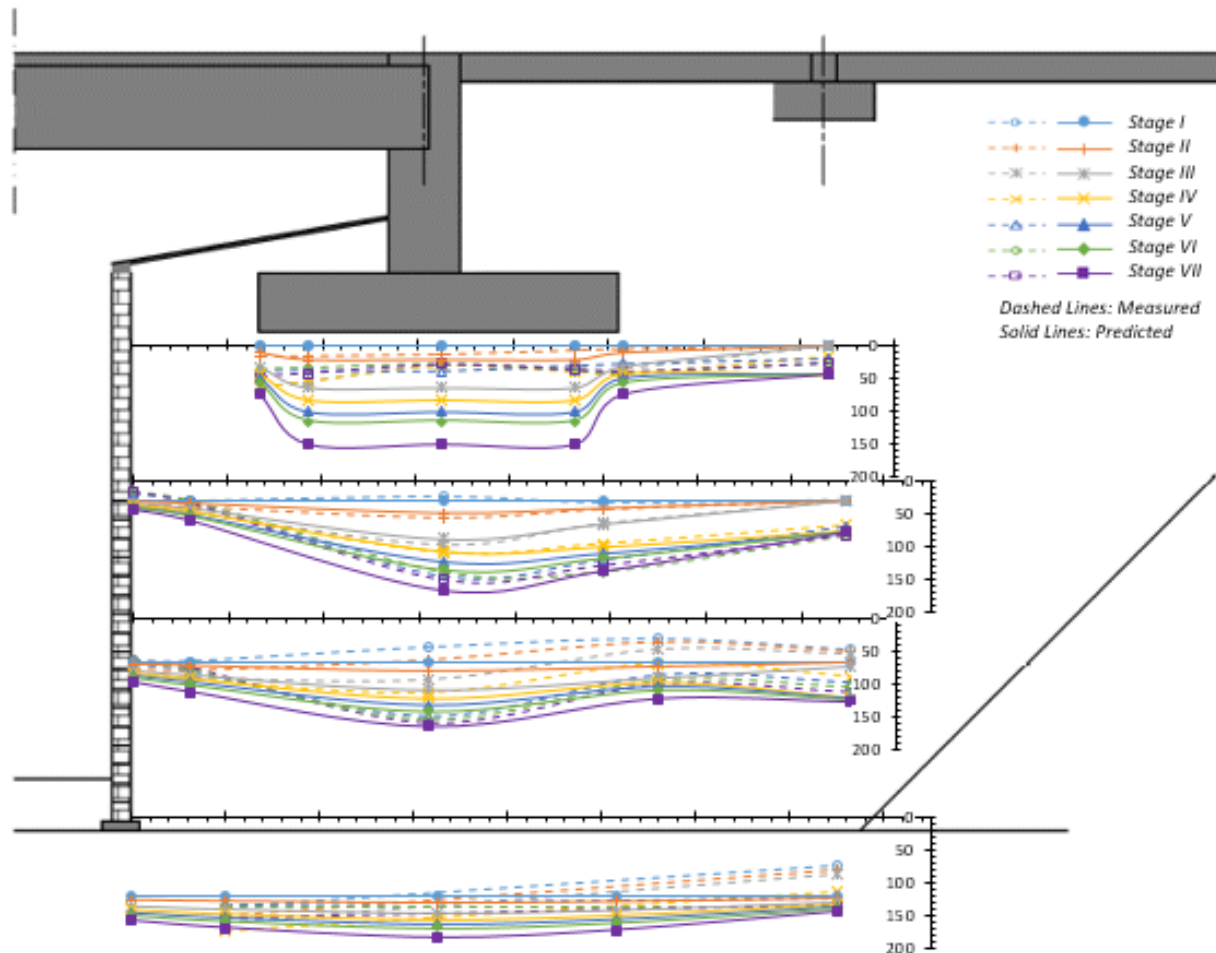 Stage I
Stage II
Stage III
Stage IV
Stage V
Stage VI
Stage VII
Dashed Lines: Measured
Solid Lines: Predicted
0
50
100
150
200
0
50
100
150
200
0
50
100
150
200
0
50
100
150
200